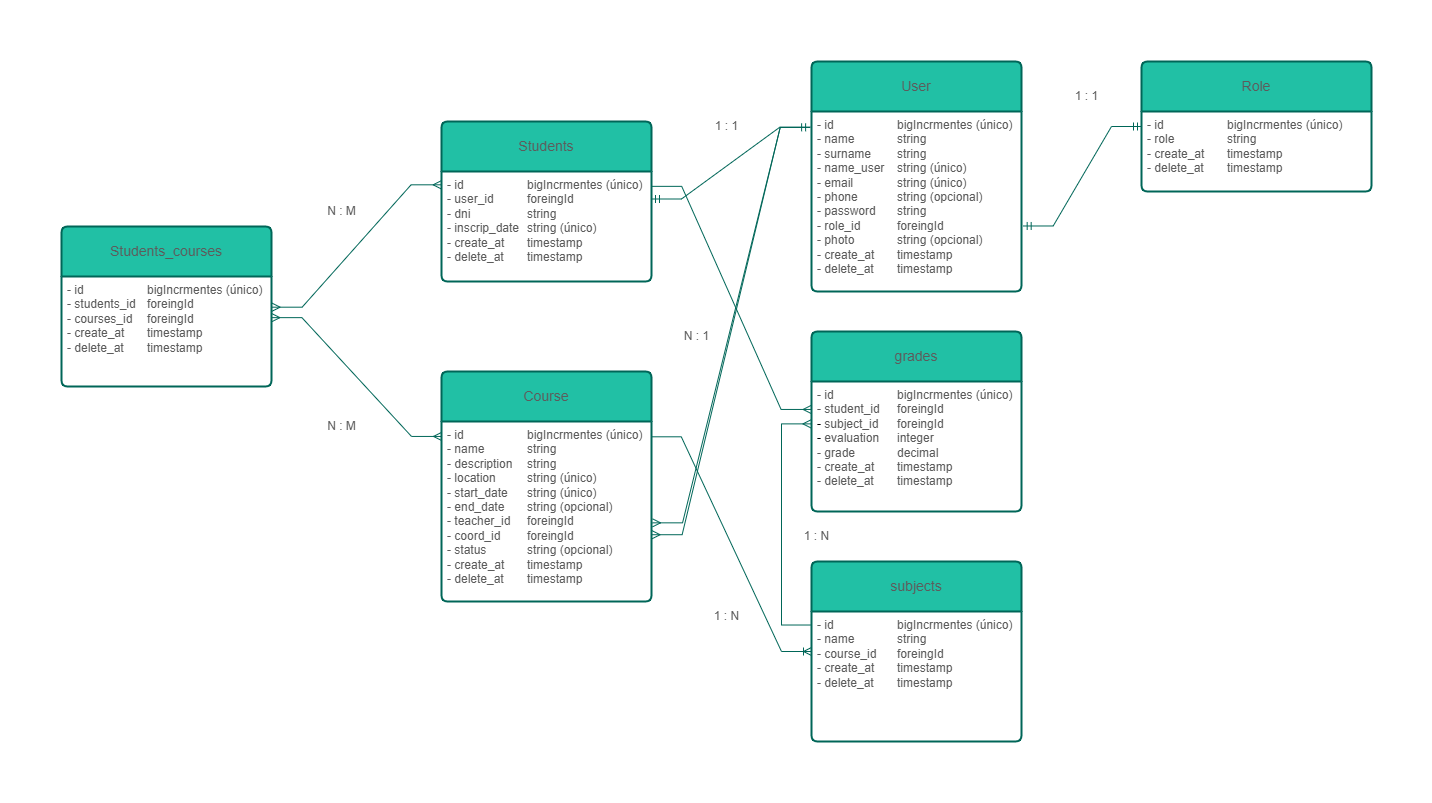 Students_courses
- id bigIncrmentes (único)
- students_id foreingId
- courses_id foreingId
- create_at timestamp
- delete_at timestamp
N : M
N : M
Students
- id bigIncrmentes (único)
- user_id foreingId
- dni string
- inscrip_date string (único)
- create_at timestamp
- delete_at timestamp
Course
- id bigIncrmentes (único)
- name string
- description string
- location string (único)
- start_date string (único)
- end_date string (opcional)
- teacher_id foreingId
- coord_id foreingId
- status string (opcional)
- create_at timestamp
- delete_at timestamp
1 : 1
N : 1
1 : N
User
- id bigIncrmentes (único)
- name string
- surname string
- name_user string (único)
- email string (único)
- phone string (opcional)
- password string
- role_id foreingId
- photo string (opcional)
- create_at timestamp
- delete_at timestamp
grades
- id bigIncrmentes (único)
- student_id foreingId
- subject_id foreingId
- evaluation integer
- grade decimal
- create_at timestamp
- delete_at timestamp
1 : N
subjects
- id bigIncrmentes (único)
- name string
- course_id foreingId
- create_at timestamp
- delete_at timestamp
1 : 1
Role
- id bigIncrmentes (único)
- role string
- create_at timestamp
- delete_at timestamp